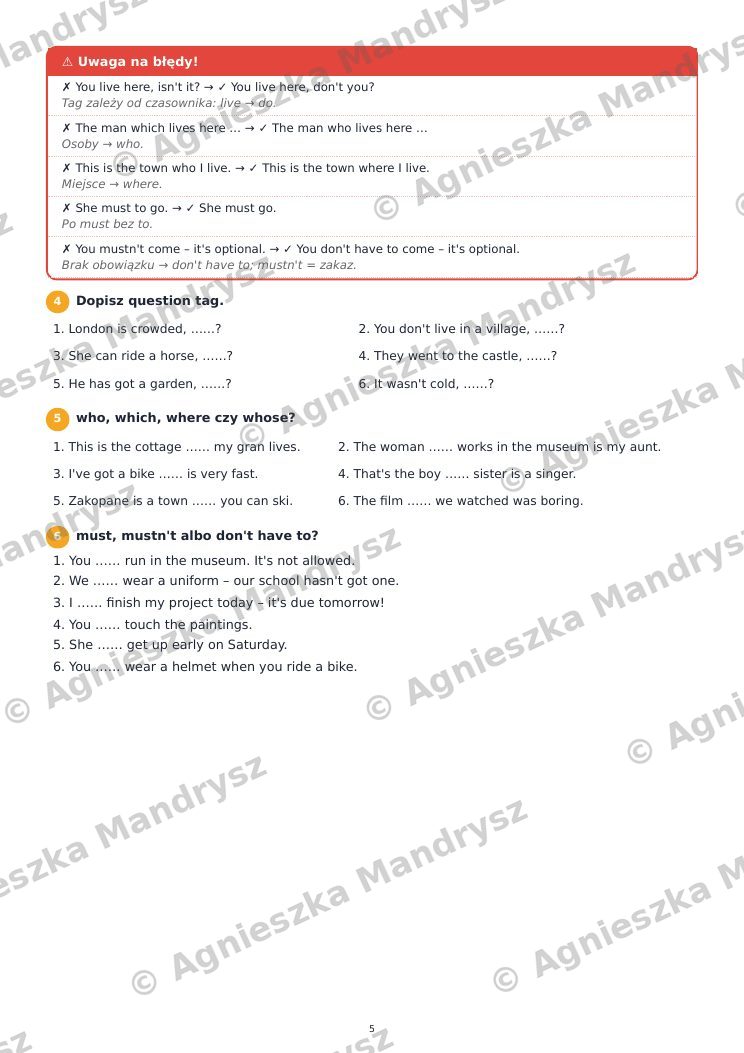 ⚠ Uwaga na błędy!
✗ You live here, isn't it? → ✓ You live here, don't you?
Tag zależy od czasownika: live → do.
✗ The man which lives here … → ✓ The man who lives here …
Osoby → who.
✗ This is the town who I live. → ✓ This is the town where I live.
Miejsce → where.
✗ She must to go. → ✓ She must go.
Po must bez to.
✗ You mustn't come – it's optional. → ✓ You don't have to come – it's optional.
Brak obowiązku → don't have to; mustn't = zakaz.
4 Dopisz question tag.
1. London is crowded, ……?
2. You don't live in a village, ……?
3. She can ride a horse, ……?
4. They went to the castle, ……?
5. He has got a garden, ……?
6. It wasn't cold, ……?
5 who, which, where czy whose?
1. This is the cottage …… my gran lives.
2. The woman …… works in the museum is my aunt.
3. I've got a bike …… is very fast.
4. That's the boy …… sister is a singer.
5. Zakopane is a town …… you can ski.
6. The film …… we watched was boring.
6 must, mustn't albo don't have to?
1. You …… run in the museum. It's not allowed.
2. We …… wear a uniform – our school hasn't got one.
3. I …… finish my project today – it's due tomorrow!
4. You …… touch the paintings.
5. She …… get up early on Saturday.
6. You …… wear a helmet when you ride a bike.
© Agnieszka Mandrysz
5